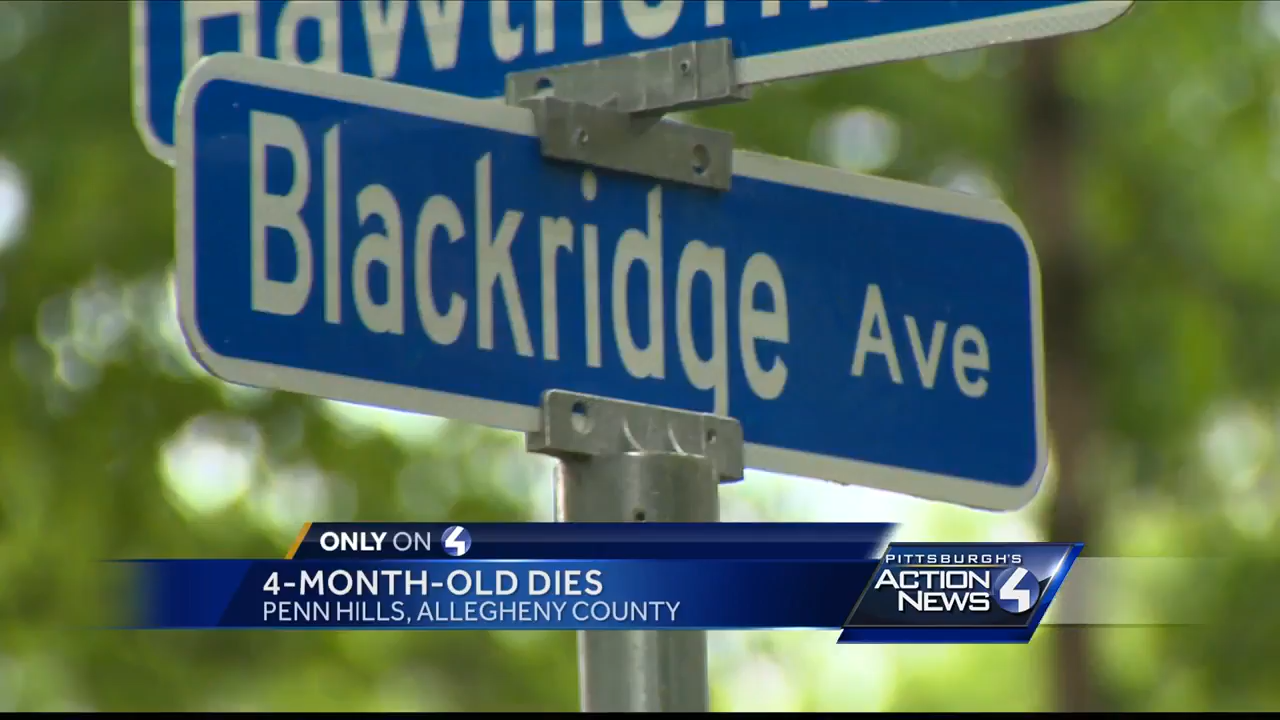 Blackridge Ave
ONLY ON 4
4-MONTH-OLD DIES
PENN HILLS, ALLEGHENY COUNTY
PITTSBURGH'S
ACTION
NEWS 4